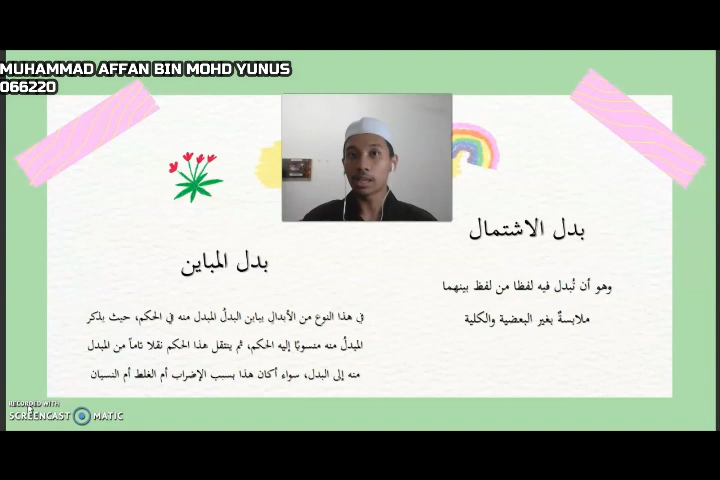 MUHAMMAD AFFAN BIN MOHD YUNUS
066220
بدل الاشتمال
وهو أن تُبدل فيه لفظا من لفظ بينهما
ملابسةٌ بغير البعضية والكلية
بدل المباين
في هذا النوع من الأبدال يباين البدلُ المبدل منه في الحكم، حيث يذكر
المبدلُ منه منسوبًا إليه الحكم، ثم ينتقل هذا الحكم نقلا تاماً من المبدل
منه إلى البدل، سواء أكان هذا بسبب الإضراب أم الغلط أم النسيان
RECORDED WITH
SCREENCAST MATIC